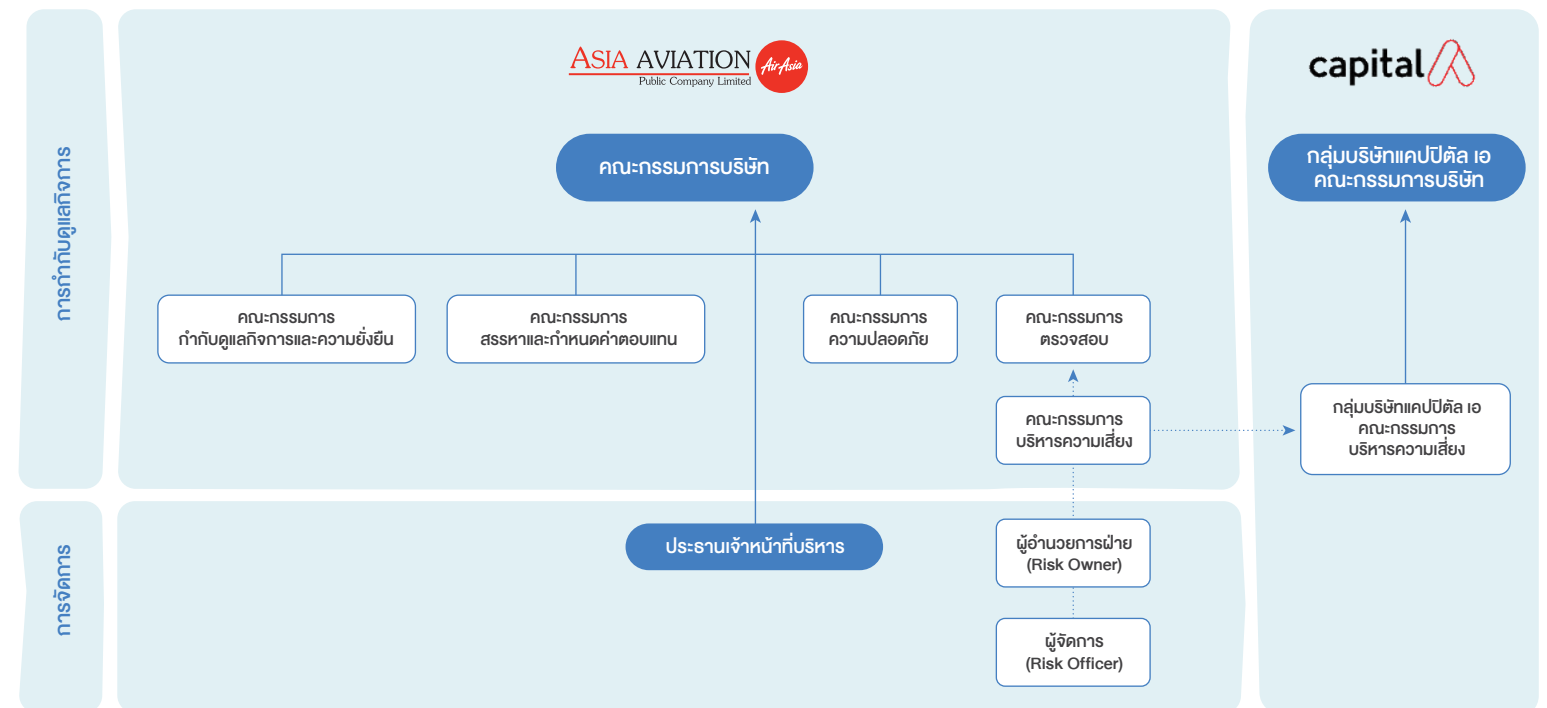 ASIA AVIATION
Public Company Limited
AirAsia
capital A
การกำกับดูแลกิจการ
คณะกรรมการบริษัท
กลุ่มบริษัทแคปปิตัล เอ
คณะกรรมการบริษัท
คณะกรรมการ
กำกับดูแลกิจการและความยั่งยืน
คณะกรรมการ
สรรหาและกำหนดค่าตอบแทน
คณะกรรมการ
ความปลอดภัย
คณะกรรมการ
ตรวจสอบ
คณะกรรมการ
บริหารความเสี่ยง
กลุ่มบริษัทแคปปิตัล เอ
คณะกรรมการ
บริหารความเสี่ยง
การจัดการ
ประธานเจ้าหน้าที่บริหาร
ผู้อำนวยการฝ่าย
(Risk Owner)
ผู้จัดการ
(Risk Officer)